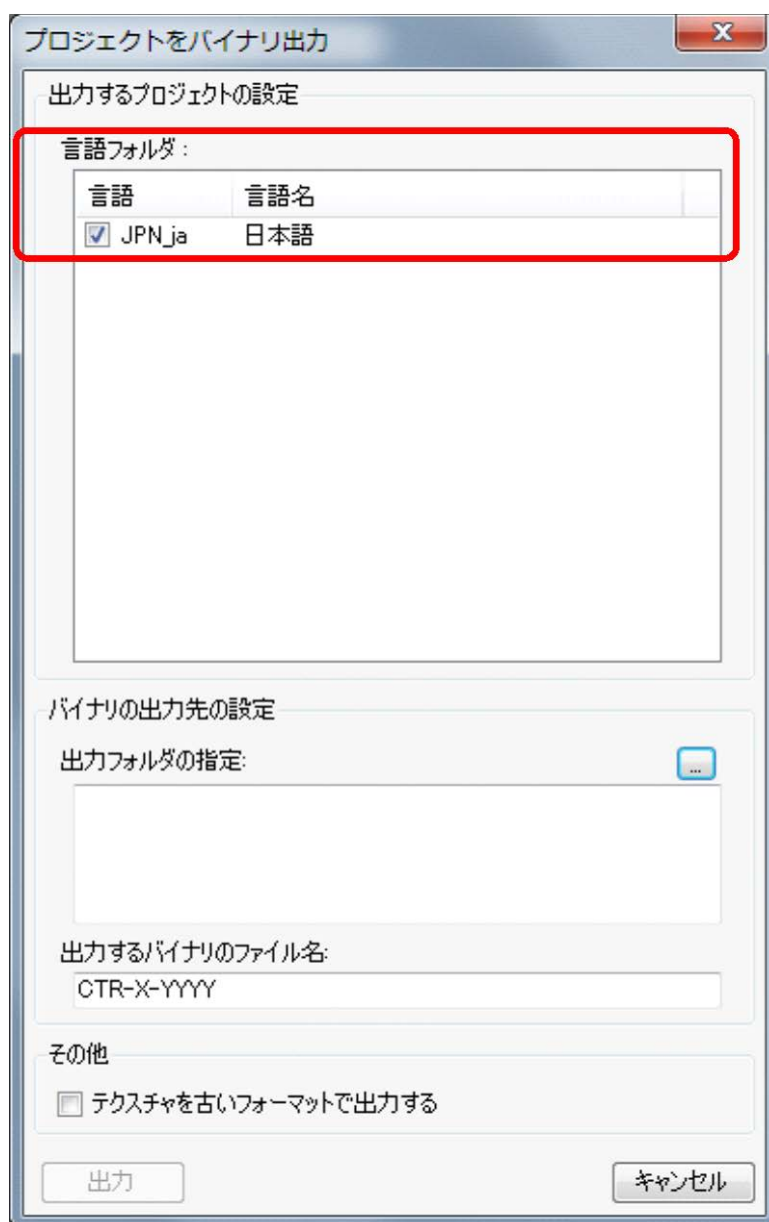 プロジェクトをバイナリ出力
出力するプロジェクトの設定
言語フォルダ:
言語 言語名
JPN_ja 日本語
バイナリの出力先の設定
出力フォルダの指定:
...
出力するバイナリのファイル名:
CTR-X-YYYY
その他
テクスチャを古いフォーマットで出力する
出力 キャンセル